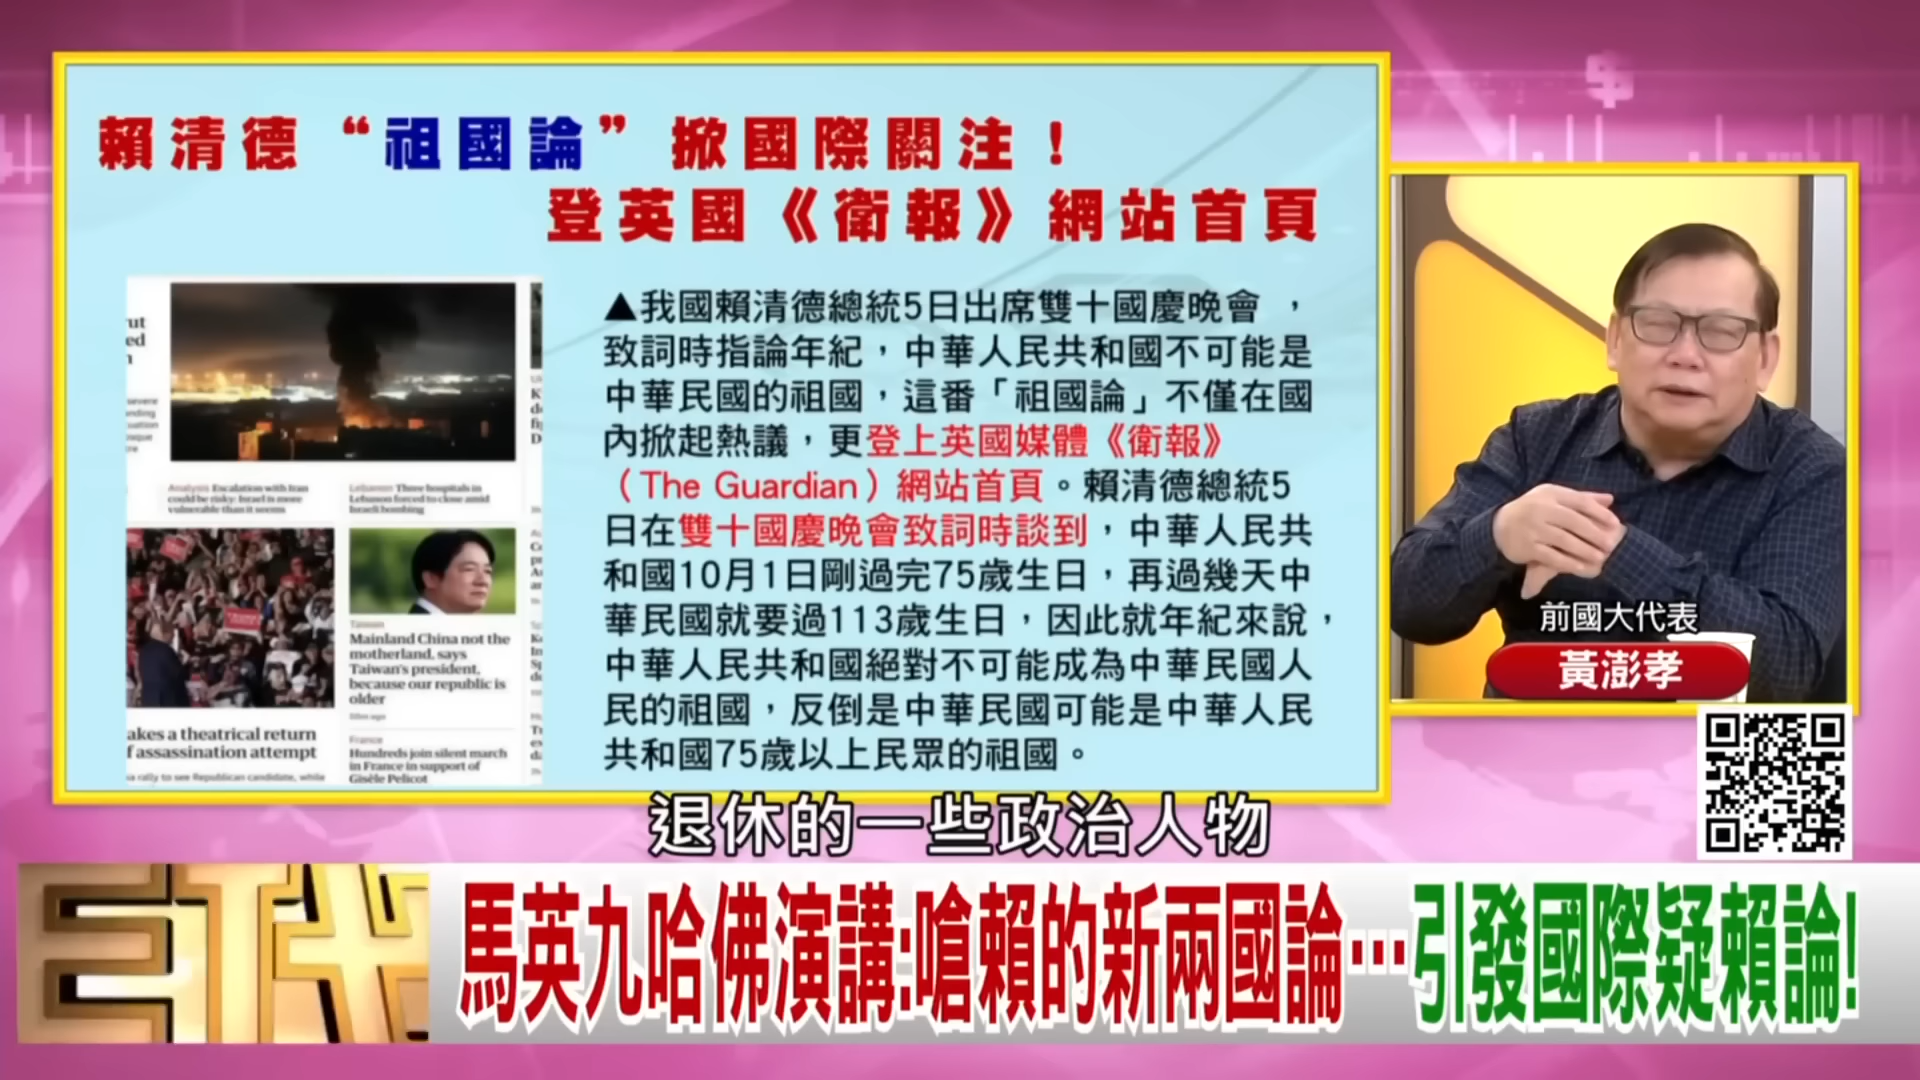 賴清德“祖國論”掀國際關注！
登英國《衛報》網站首頁
▲我國賴清德總統5日出席雙十國慶晚會，
致詞時指論年紀，中華人民共和國不可能是
中華民國的祖國，這番「祖國論」不僅在國
內掀起熱議，更登上英國媒體《衛報》
（The Guardian）網站首頁。賴清德總統5
日在雙十國慶晚會致詞時談到，中華人民共
和國10月1日剛過完75歲生日，再過幾天中
華民國就要過113歲生日，因此就年紀來說，
中華人民共和國絕對不可能成為中華民國人
民的祖國，反倒是中華民國可能是中華人民
共和國75歲以上民眾的祖國。
Analysis Escalation with Iran
could be risky: Israel is more
vulnerable than it seems
Lebanon Three hospitals in
Lebanon forced to close amid
Israeli bombing
akes a theatrical return
f assassination attempt
a rally to see Republican candidate, while
Taiwan
Mainland China not the
motherland, says
Taiwan's president,
because our republic is
older
France
Hundreds join silent march
in France in support of
Gisèle Pelicot
前國大代表
黃澎孝
退休的一些政治人物
馬英九哈佛演講:嗆賴的新兩國論…引發國際疑賴論!